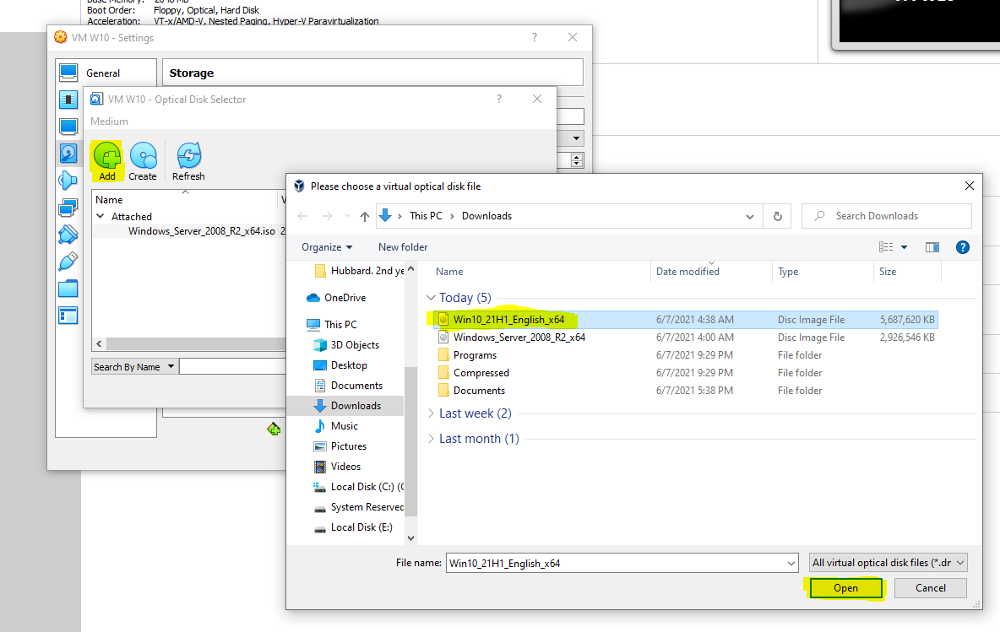 Boot Order: Floppy, Optical, Hard Disk
Acceleration: VT-x/AMD-V, Nested Paging, Hyper-V Paravirtualization
VM W10 - Settings
?
General
Storage
VM W10 - Optical Disk Selector
?
Medium
Add
Create
Refresh
Name
Attached
Windows_Server_2008_R2_x64.iso 2
Search By Name
Please choose a virtual optical disk file
This PC > Downloads
Search Downloads
Organize
New folder
?
Hubbard. 2nd ye
OneDrive
This PC
3D Objects
Desktop
Documents
Downloads
Music
Pictures
Videos
Local Disk (C:) (C
System Reserved
Local Disk (E:)
Name Date modified Type Size
Today (5)
Win10_21H1_English_x64 6/7/2021 4:38 AM Disc Image File 5,687,620 KB
Windows_Server_2008_R2_x64 6/7/2021 4:00 AM Disc Image File 2,926,546 KB
Programs 6/7/2021 9:29 PM File folder
Compressed 6/7/2021 9:29 PM File folder
Documents 6/7/2021 5:38 PM File folder
Last week (2)
Last month (1)
File name: Win10_21H1_English_x64
All virtual optical disk files (*.dr
Open
Cancel